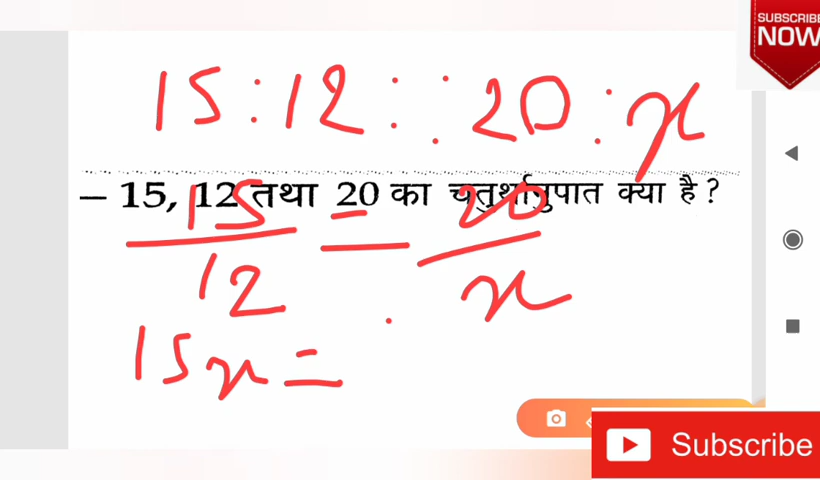 SUBSCRIBE
NOW
15 : 12 :: 20 : x
– 15, 12 तथा 20 का चतुर्थानुपात क्या है ?
15/12 = 20/x
15x =
Subscribe